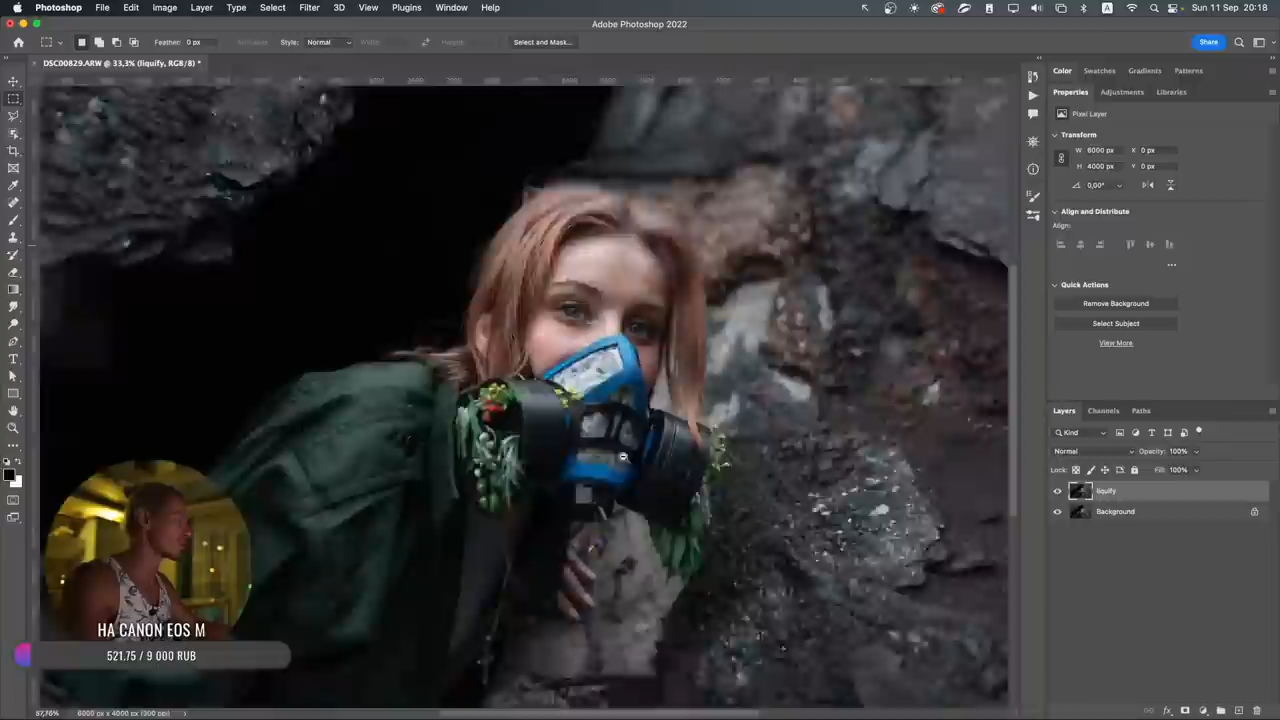 Photoshop File Edit Image Layer Type Select Filter 3D View Plugins Window Help A Sun 11 Sep 20:18
Adobe Photoshop 2022
Feather: 0 px Style: Normal Select and Mask... Share
DSC00829.ARW @ 33,3% (liquify, RGB/8) *
Color Swatches Gradients Patterns
Properties Adjustments Libraries
Pixel Layer
Transform
W 6000 px X 0 px
H 4000 px Y 0 px
0,00°
Align and Distribute
Align:
Quick Actions
Remove Background
Select Subject
View More
Layers Channels Paths
Kind
Normal Opacity: 100%
Lock: Fill: 100%
liquify
Background
НА CANON EOS M
521.75 / 9 000 RUB
6000 px x 4000 px (300 ppi)